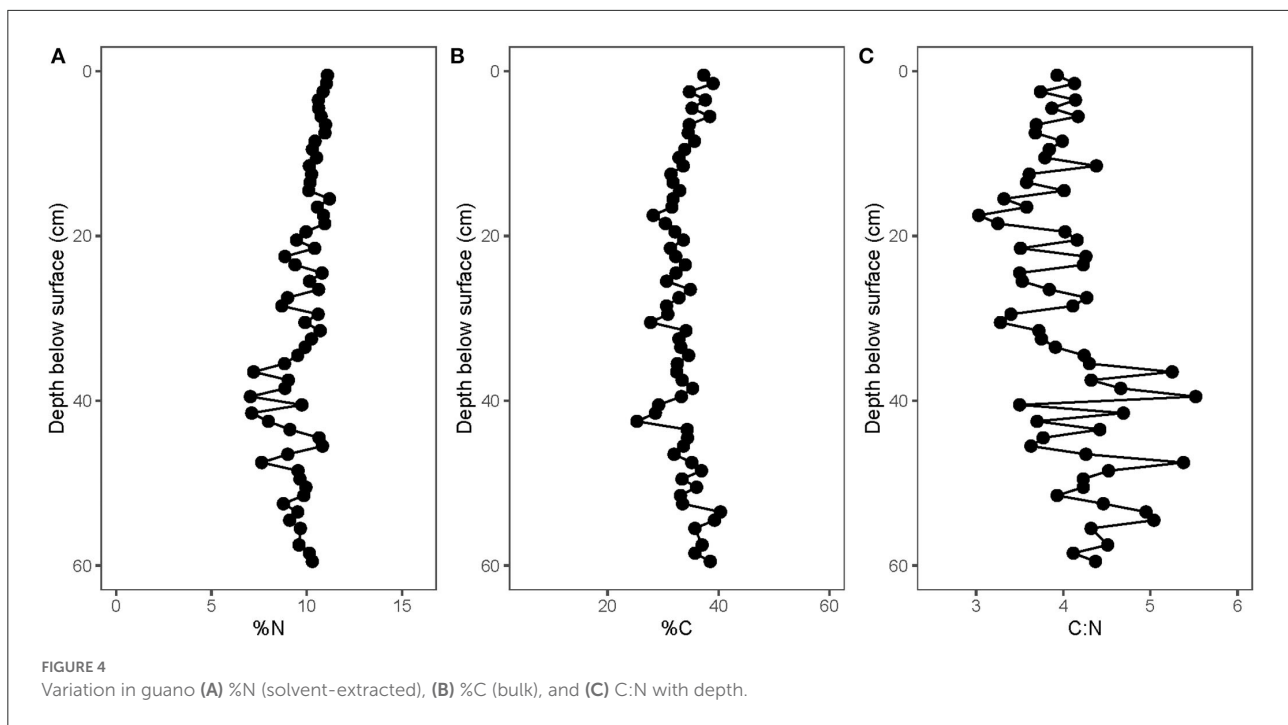 A
B
C
0
20
40
60
Depth below surface (cm)
0
5
10
15
%N
0
20
40
60
Depth below surface (cm)
20
40
60
%C
0
20
40
60
Depth below surface (cm)
3
4
5
6
C:N
FIGURE 4
Variation in guano (A) %N (solvent-extracted), (B) %C (bulk), and (C) C:N with depth.